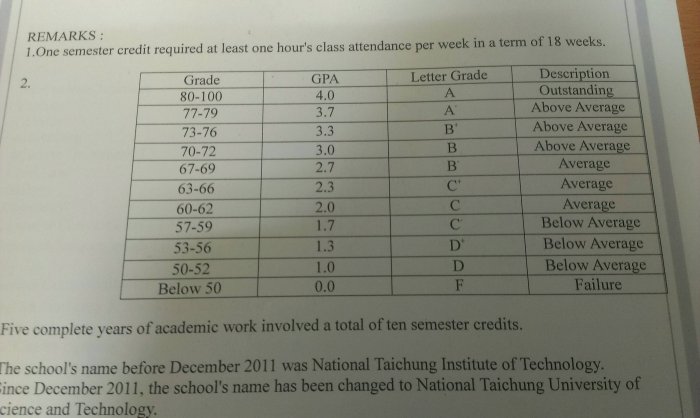 REMARKS :
1.One semester credit required at least one hour's class attendance per week in a term of 18 weeks.
2.
Grade GPA Letter Grade Description
80-100 4.0 A Outstanding
77-79 3.7 A- Above Average
73-76 3.3 B+ Above Average
70-72 3.0 B Above Average
67-69 2.7 B- Average
63-66 2.3 C+ Average
60-62 2.0 C Average
57-59 1.7 C- Below Average
53-56 1.3 D+ Below Average
50-52 1.0 D Below Average
Below 50 0.0 F Failure
Five complete years of academic work involved a total of ten semester credits.
The school's name before December 2011 was National Taichung Institute of Technology.
Since December 2011, the school's name has been changed to National Taichung University of
cience and Technology.